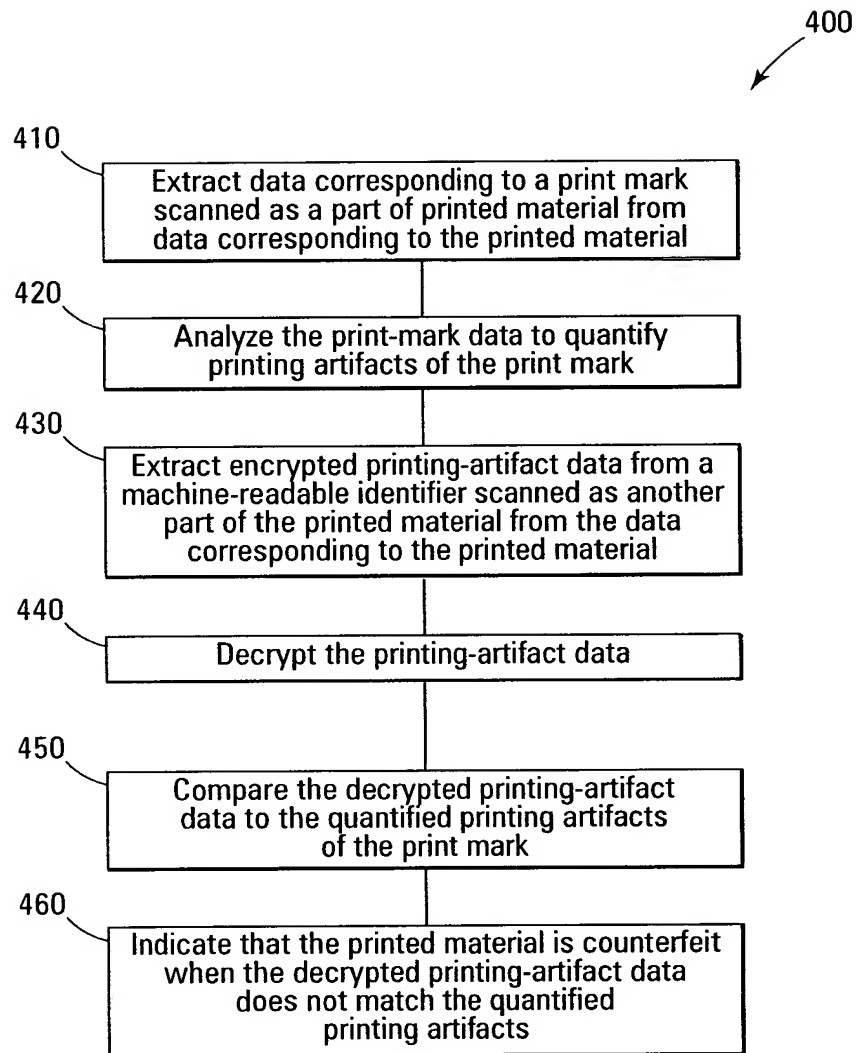 400
410
Extract data corresponding to a print mark
scanned as a part of printed material from
data corresponding to the printed material
420
Analyze the print-mark data to quantify
printing artifacts of the print mark
430
Extract encrypted printing-artifact data from a
machine-readable identifier scanned as another
part of the printed material from the data
corresponding to the printed material
440
Decrypt the printing-artifact data
450
Compare the decrypted printing-artifact
data to the quantified printing artifacts
of the print mark
460
Indicate that the printed material is counterfeit
when the decrypted printing-artifact data
does not match the quantified
printing artifacts